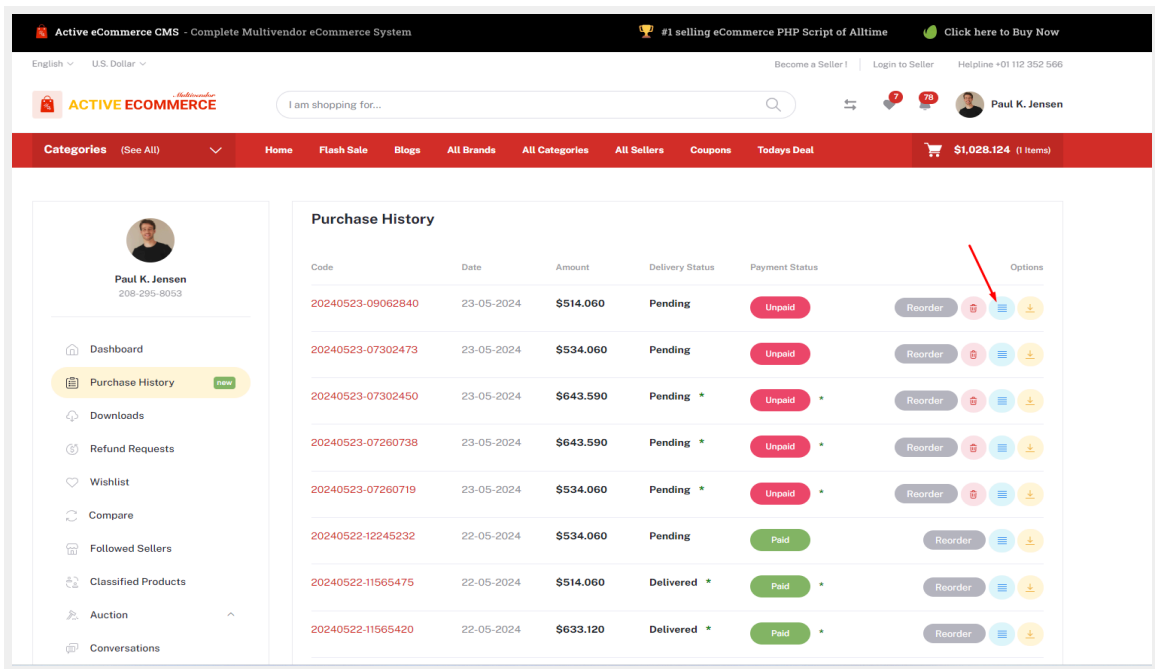 Active eCommerce CMS - Complete Multivendor eCommerce System
#1 selling eCommerce PHP Script of Alltime
Click here to Buy Now
English
U.S. Dollar
Become a Seller !
Login to Seller
Helpline +01 112 352 566
Multivendor
ACTIVE ECOMMERCE
I am shopping for...
7
78
Paul K. Jensen
Categories (See All)
Home
Flash Sale
Blogs
All Brands
All Categories
All Sellers
Coupons
Todays Deal
$1,028.124 (1 Items)
Paul K. Jensen
208-295-8053
Dashboard
Purchase History new
Downloads
Refund Requests
Wishlist
Compare
Followed Sellers
Classified Products
Auction
Conversations
Purchase History
Code Date Amount Delivery Status Payment Status Options
20240523-09062840 23-05-2024 $514.060 Pending Unpaid Reorder
20240523-07302473 23-05-2024 $534.060 Pending Unpaid Reorder
20240523-07302450 23-05-2024 $643.590 Pending * Unpaid * Reorder
20240523-07260738 23-05-2024 $643.590 Pending * Unpaid * Reorder
20240523-07260719 23-05-2024 $534.060 Pending * Unpaid * Reorder
20240522-12245232 22-05-2024 $534.060 Pending Paid Reorder
20240522-11565475 22-05-2024 $514.060 Delivered * Paid * Reorder
20240522-11565420 22-05-2024 $633.120 Delivered * Paid * Reorder